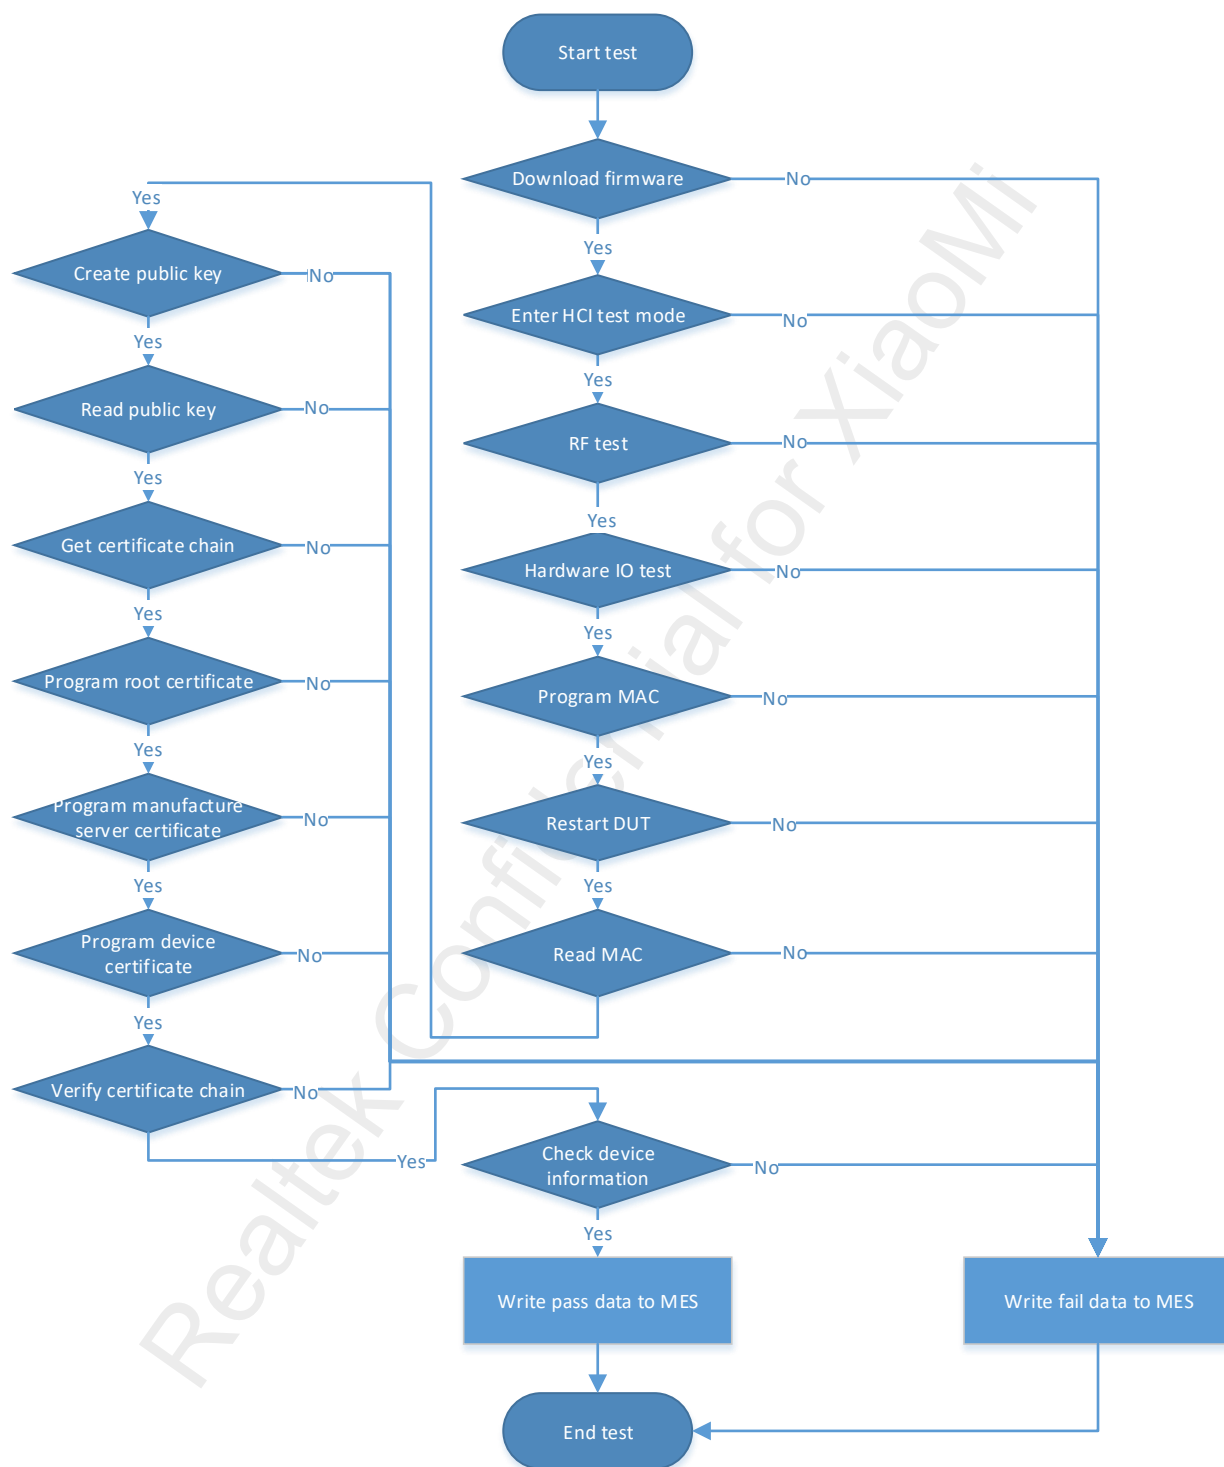 Start test
Download firmware
No
Yes
Enter HCI test mode
No
Yes
RF test
No
Yes
Hardware IO test
No
Yes
Program MAC
No
Yes
Restart DUT
No
Yes
Read MAC
No
Yes
Create public key
No
Yes
Read public key
No
Yes
Get certificate chain
No
Yes
Program root certificate
No
Yes
Program manufacture
server certificate
No
Yes
Program device
certificate
No
Yes
Verify certificate chain
No
Yes
Check device
information
No
Yes
Write pass data to MES
Write fail data to MES
End test
Realtek Confidential for XiaoMi